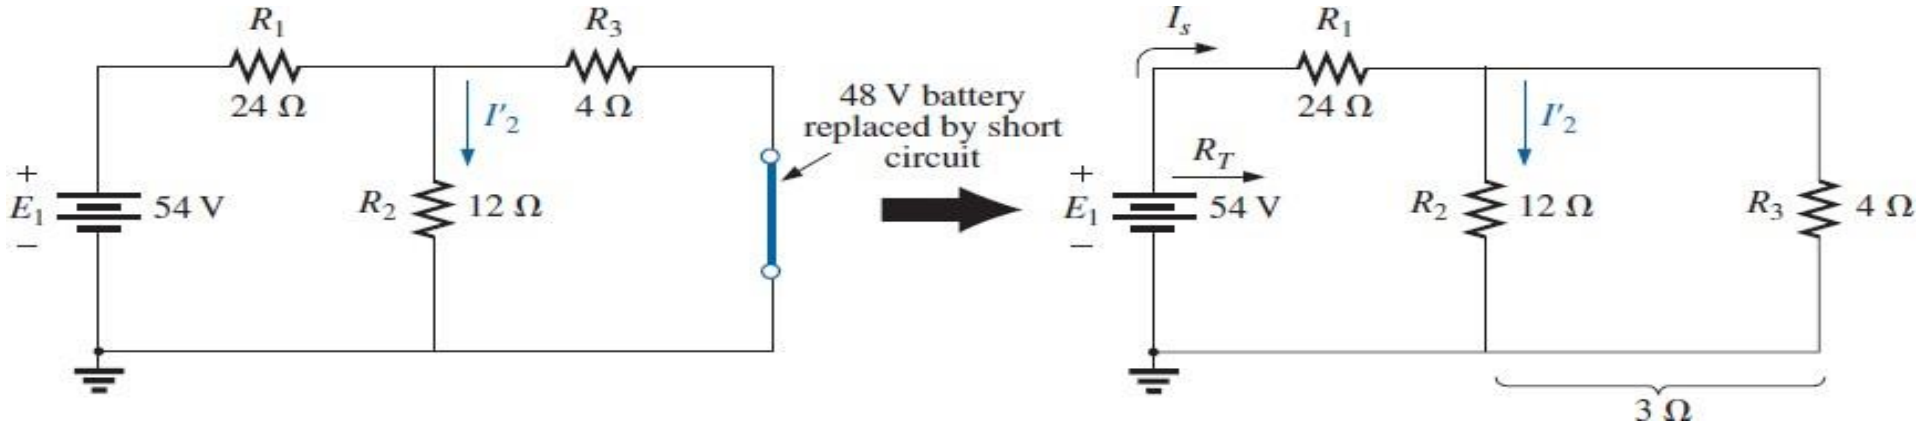 R₁
24 Ω
R₃
4 Ω
I′₂
+
E₁
−
54 V
R₂
12 Ω
48 V battery
replaced by short
circuit
Iₛ
R₁
24 Ω
I′₂
R_T
+
E₁
−
54 V
R₂
12 Ω
R₃
4 Ω
3 Ω